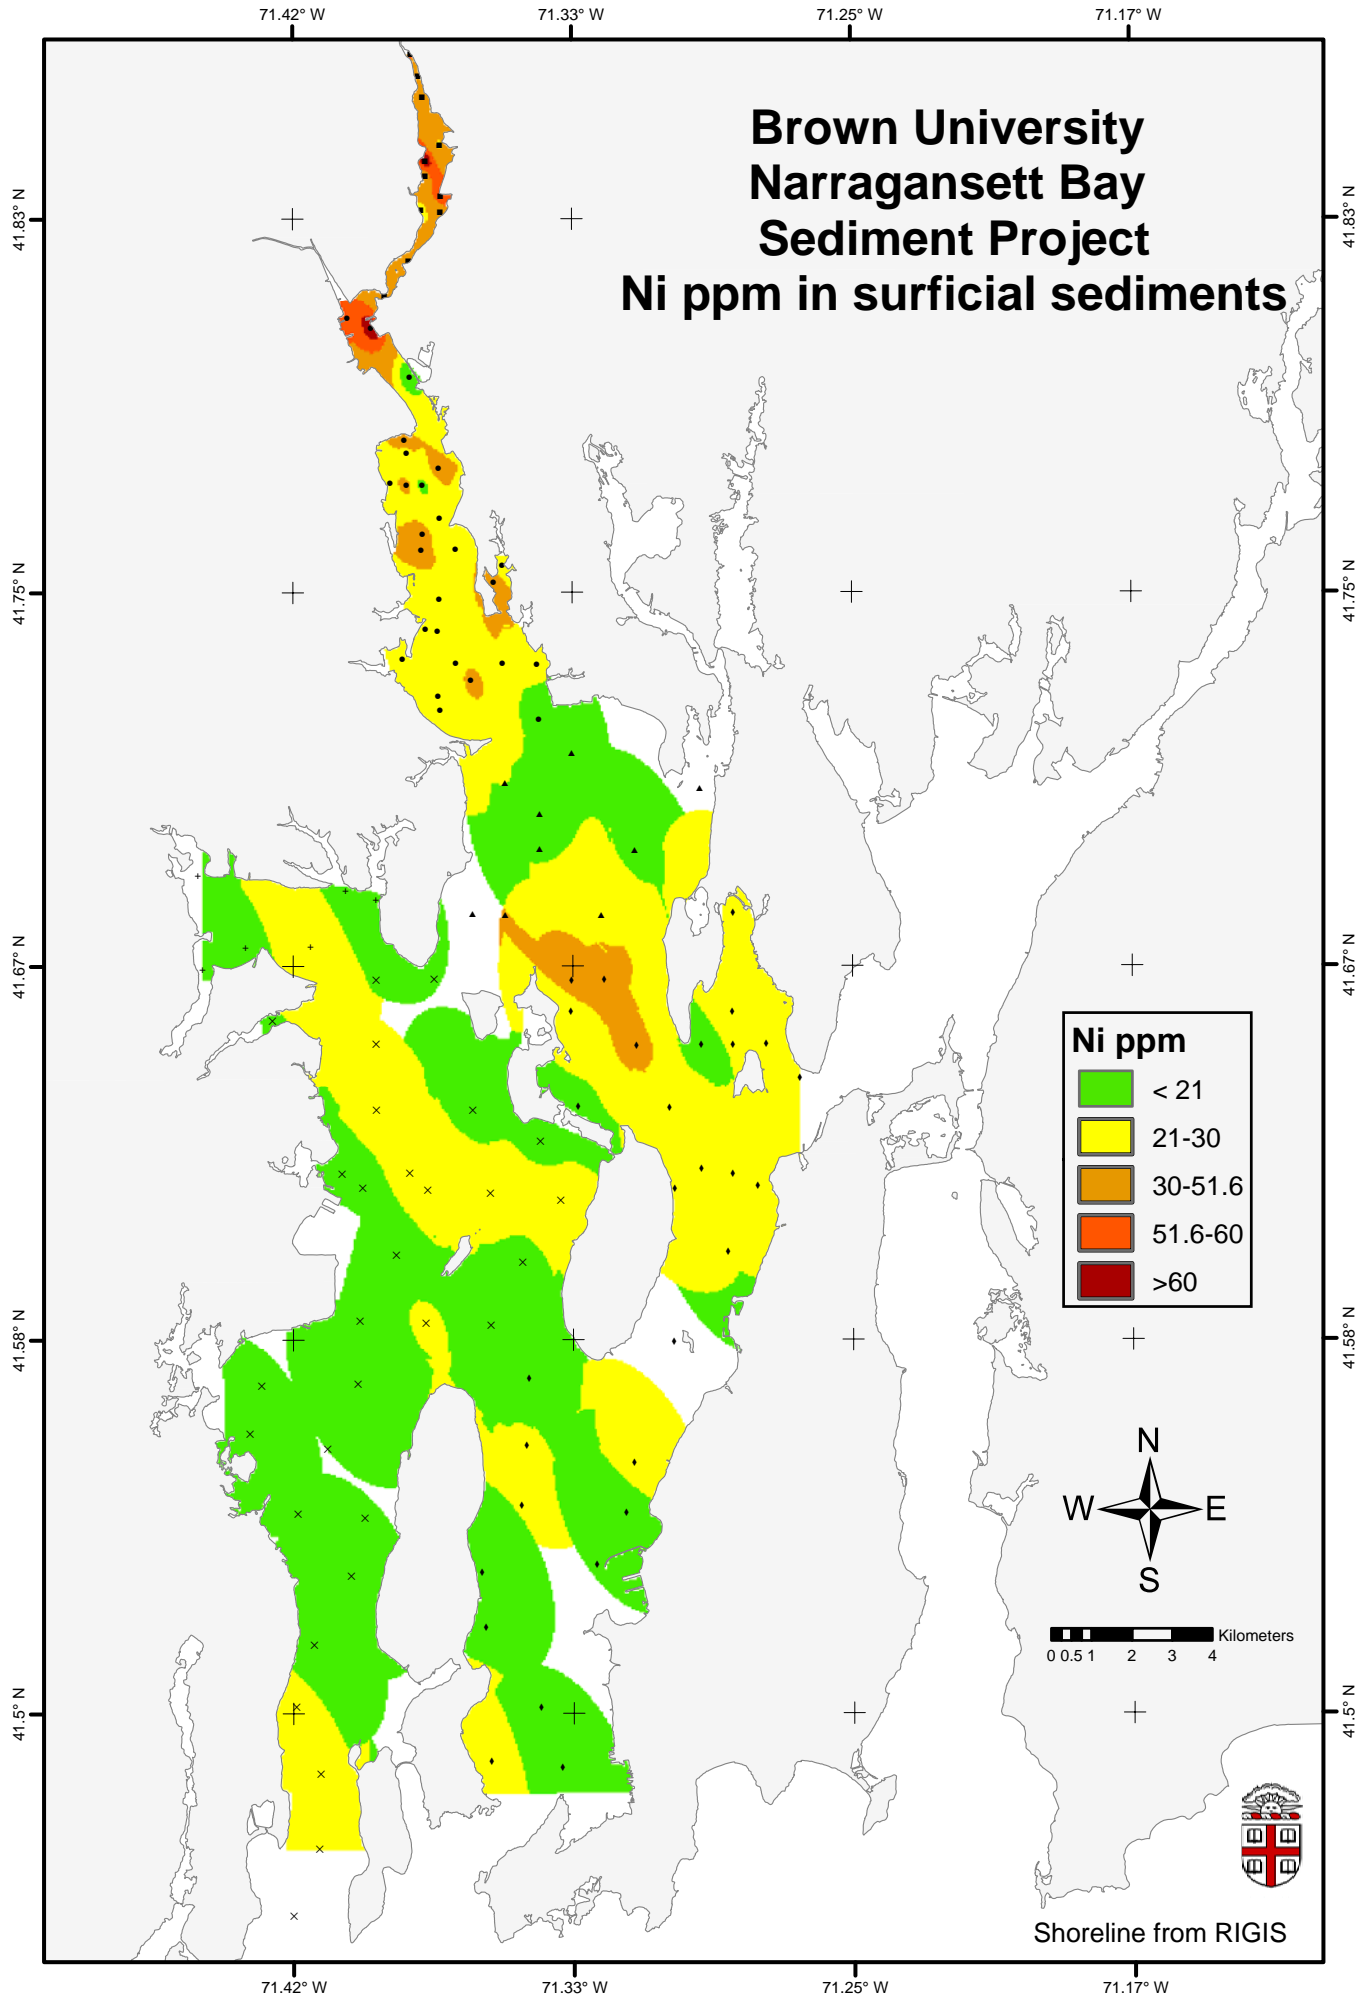 71.42° W
71.33° W
71.25° W
71.17° W
Brown University
Narragansett Bay
Sediment Project
Ni ppm in surficial sediments
41.83° N
41.83° N
41.75° N
41.75° N
41.67° N
41.67° N
Ni ppm
< 21
21-30
30-51.6
51.6-60
>60
41.58° N
41.58° N
N
W
E
S
Kilometers
0 0.5 1 2 3 4
41.5° N
41.5° N
Shoreline from RIGIS
71.42° W
71.33° W
71.25° W
71.17° W